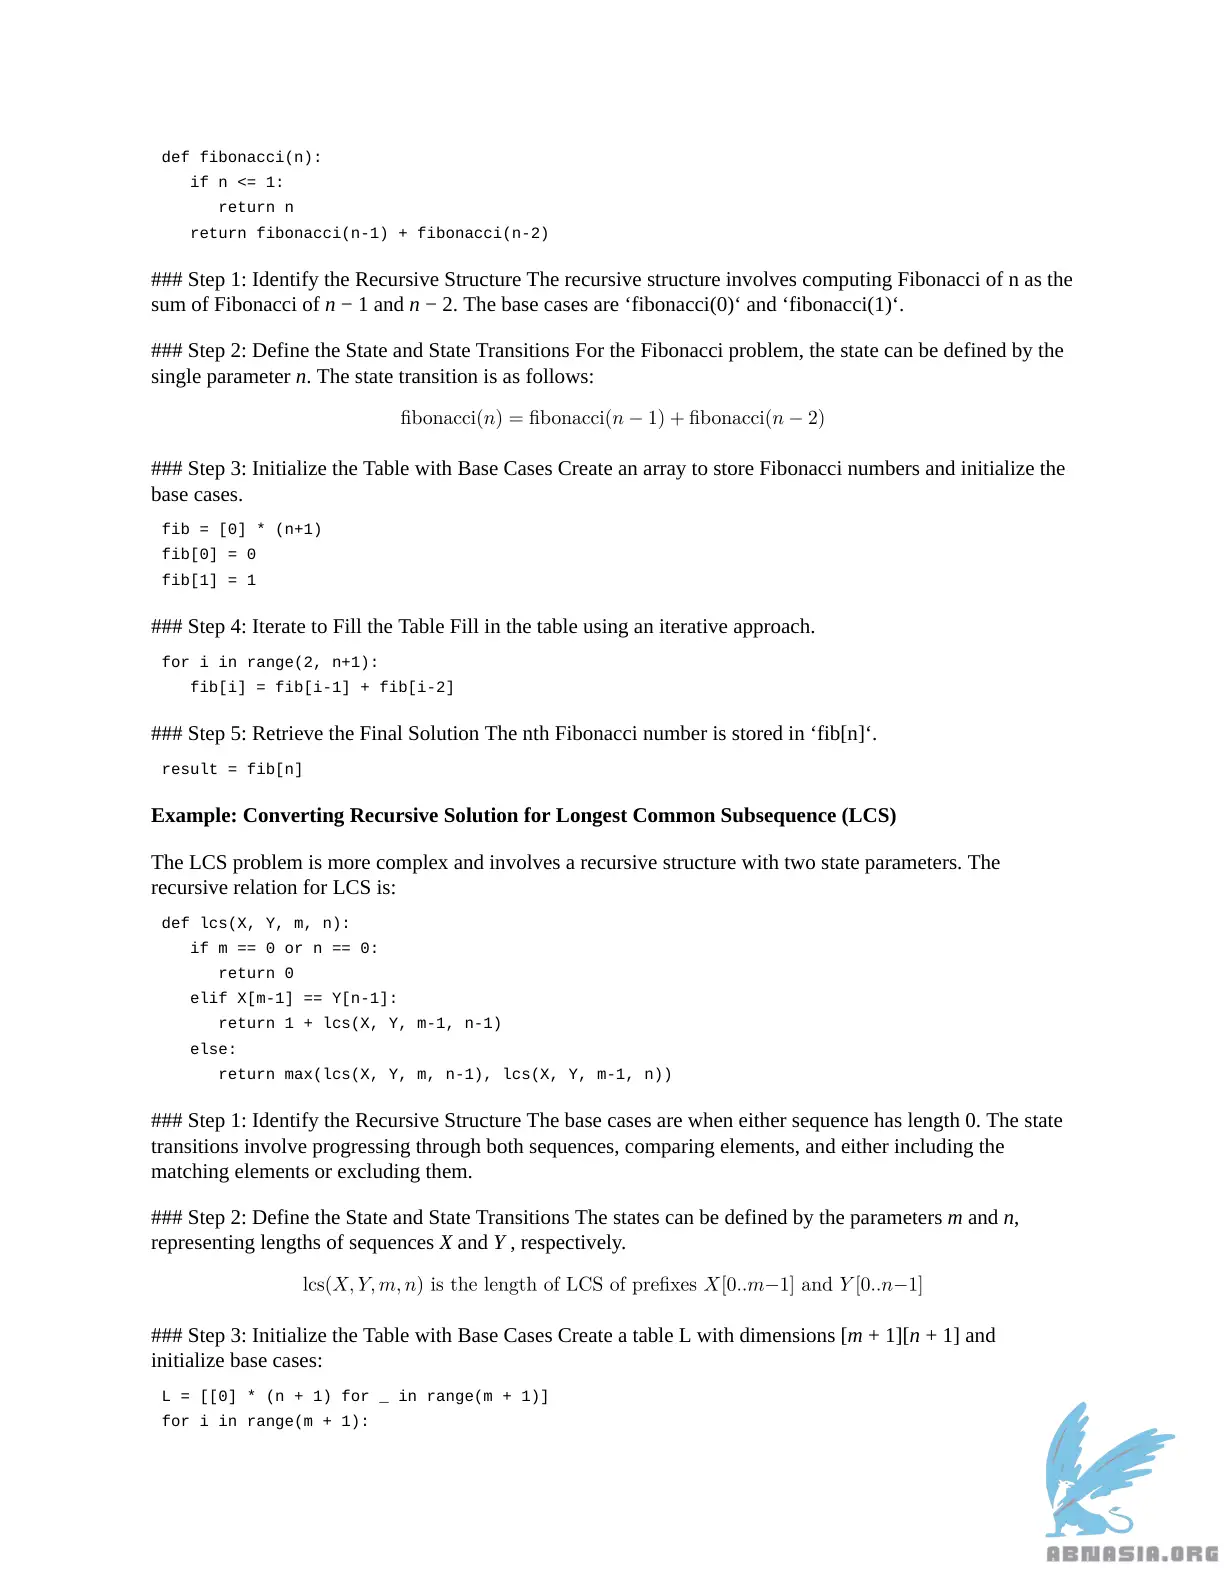 def fibonacci(n):
   if n <= 1:
      return n
   return fibonacci(n-1) + fibonacci(n-2)
### Step 1: Identify the Recursive Structure The recursive structure involves computing Fibonacci of n as the
sum of Fibonacci of n − 1 and n − 2. The base cases are ‘fibonacci(0)‘ and ‘fibonacci(1)‘.
### Step 2: Define the State and State Transitions For the Fibonacci problem, the state can be defined by the
single parameter n. The state transition is as follows:
fibonacci(n) = fibonacci(n − 1) + fibonacci(n − 2)
### Step 3: Initialize the Table with Base Cases Create an array to store Fibonacci numbers and initialize the
base cases.
fib = [0] * (n+1)
fib[0] = 0
fib[1] = 1
### Step 4: Iterate to Fill the Table Fill in the table using an iterative approach.
for i in range(2, n+1):
   fib[i] = fib[i-1] + fib[i-2]
### Step 5: Retrieve the Final Solution The nth Fibonacci number is stored in ‘fib[n]‘.
result = fib[n]
Example: Converting Recursive Solution for Longest Common Subsequence (LCS)
The LCS problem is more complex and involves a recursive structure with two state parameters. The
recursive relation for LCS is:
def lcs(X, Y, m, n):
   if m == 0 or n == 0:
      return 0
   elif X[m-1] == Y[n-1]:
      return 1 + lcs(X, Y, m-1, n-1)
   else:
      return max(lcs(X, Y, m, n-1), lcs(X, Y, m-1, n))
### Step 1: Identify the Recursive Structure The base cases are when either sequence has length 0. The state
transitions involve progressing through both sequences, comparing elements, and either including the
matching elements or excluding them.
### Step 2: Define the State and State Transitions The states can be defined by the parameters m and n,
representing lengths of sequences X and Y , respectively.
lcs(X, Y, m, n) is the length of LCS of prefixes X[0..m−1] and Y[0..n−1]
### Step 3: Initialize the Table with Base Cases Create a table L with dimensions [m + 1][n + 1] and
initialize base cases:
L = [[0] * (n + 1) for _ in range(m + 1)]
for i in range(m + 1):
ABNASIA.ORG